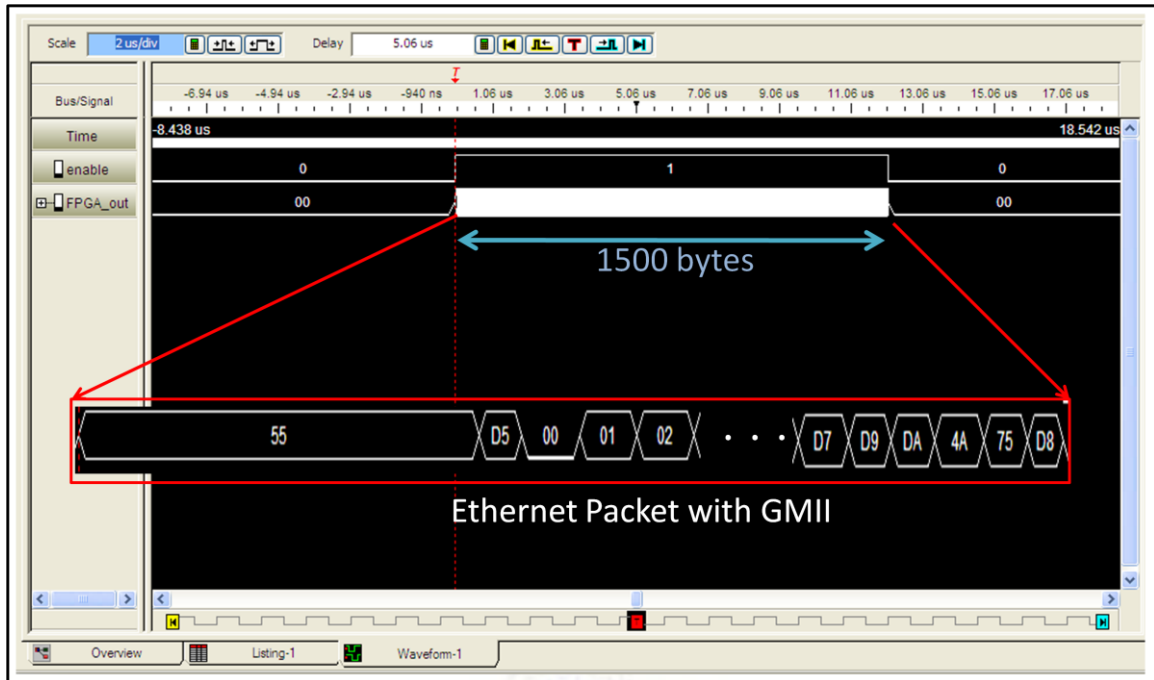 Scale 2 us/div Delay 5.06 us
T
Bus/Signal -6.94 us -4.94 us -2.94 us -940 ns 1.06 us 3.06 us 5.06 us 7.06 us 9.06 us 11.06 us 13.06 us 15.06 us 17.06 us
Time -8.438 us 18.542 us
enable 0 1 0
FPGA_out 00 00
1500 bytes
55 D5 00 01 02 • • • D7 D9 DA 4A 75 D8
Ethernet Packet with GMII
T
Overview Listing-1 Waveform-1